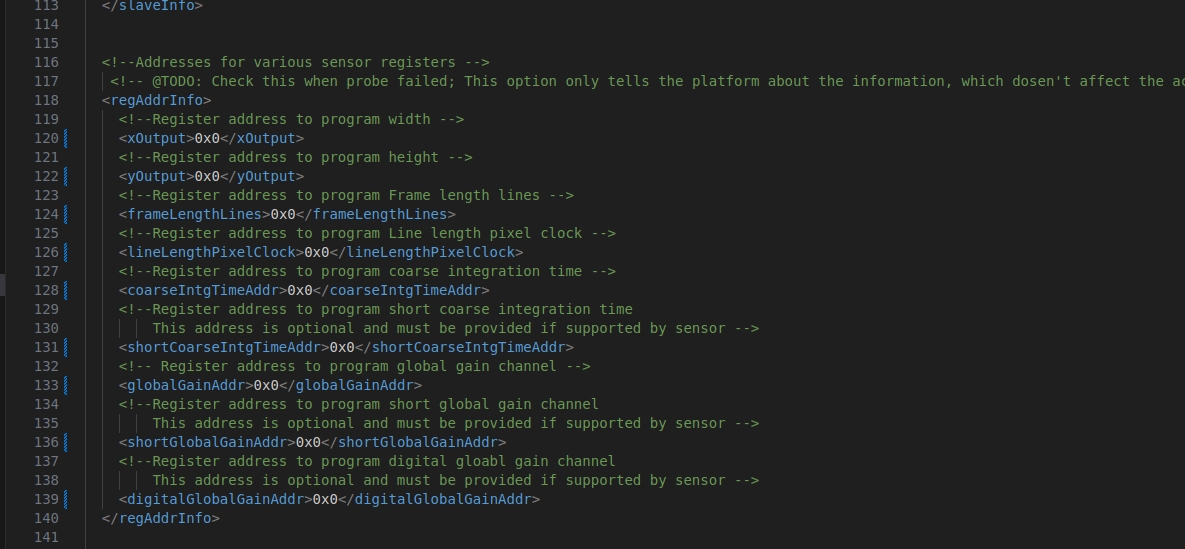 113 </slaveInfo>
114
115
116 <!--Addresses for various sensor registers -->
117 <!-- @TODO: Check this when probe failed; This option only tells the platform about the information, which dosen't affect the
118 <regAddrInfo>
119 <!--Register address to program width -->
120 <xOutput>0x0</xOutput>
121 <!--Register address to program height -->
122 <yOutput>0x0</yOutput>
123 <!--Register address to program Frame length lines -->
124 <frameLengthLines>0x0</frameLengthLines>
125 <!--Register address to program Line length pixel clock -->
126 <lineLengthPixelClock>0x0</lineLengthPixelClock>
127 <!--Register address to program coarse integration time -->
128 <coarseIntgTimeAddr>0x0</coarseIntgTimeAddr>
129 <!--Register address to program short coarse integration time
130 This address is optional and must be provided if supported by sensor -->
131 <shortCoarseIntgTimeAddr>0x0</shortCoarseIntgTimeAddr>
132 <!-- Register address to program global gain channel -->
133 <globalGainAddr>0x0</globalGainAddr>
134 <!--Register address to program short global gain channel
135 This address is optional and must be provided if supported by sensor -->
136 <shortGlobalGainAddr>0x0</shortGlobalGainAddr>
137 <!--Register address to program digital gloabl gain channel
138 This address is optional and must be provided if supported by sensor -->
139 <digitalGlobalGainAddr>0x0</digitalGlobalGainAddr>
140 </regAddrInfo>
141